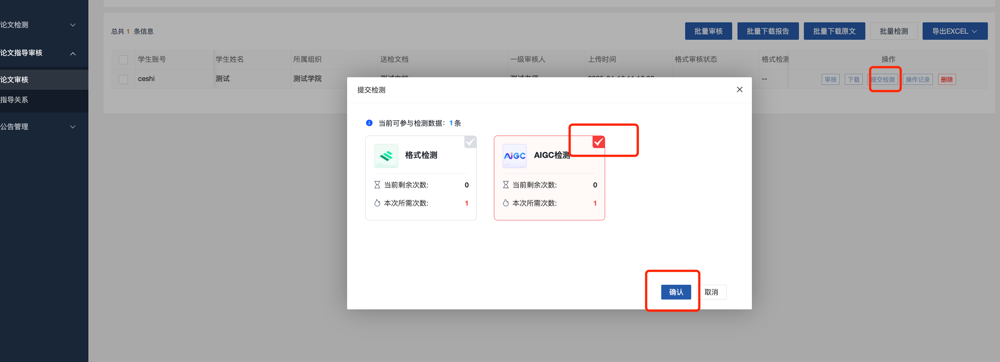 论文检测
论文指导审核
论文审核
指导关系
公告管理
总共 1 条信息
批量审核 批量下载报告 批量下载原文 批量检测 导出EXCEL
学生账号 学生姓名 所属组织 送检文档 一级审核人 上传时间 格式审核状态 格式检测 操作
ceshi 测试 测试学院 测试文档 测试老师 -- 审核 下载 提交检测 操作记录 删除
提交检测
当前可参与检测数据：1条
格式检测
当前剩余次数: 0
本次所需次数: 1
AIGC AIGC检测
当前剩余次数: 0
本次所需次数: 1
确认 取消